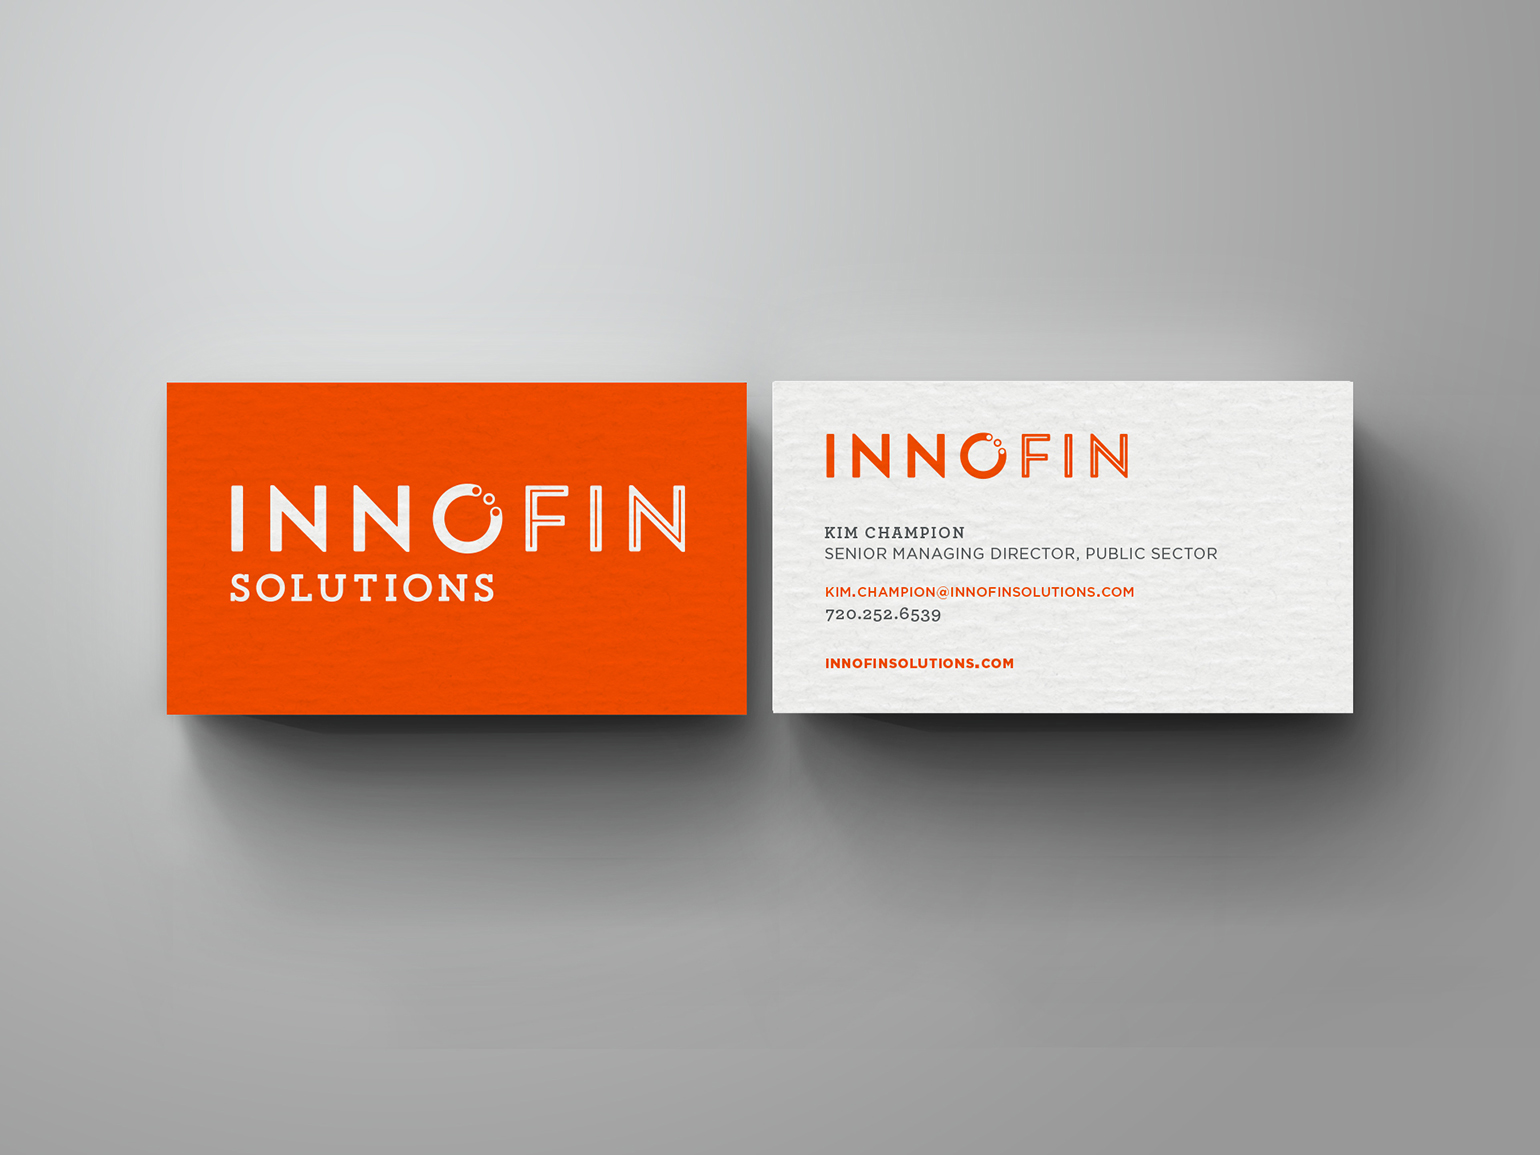 INNOFIN
SOLUTIONS
INNOFIN
KIM CHAMPION
SENIOR MANAGING DIRECTOR, PUBLIC SECTOR
KIM.CHAMPION@INNOFINSOLUTIONS.COM
720.252.6539
INNOFINSOLUTIONS.COM